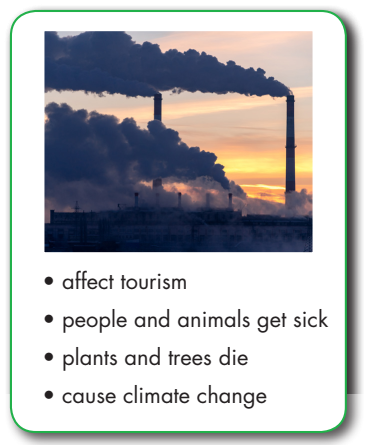 • affect tourism
• people and animals get sick
• plants and trees die
• cause climate change